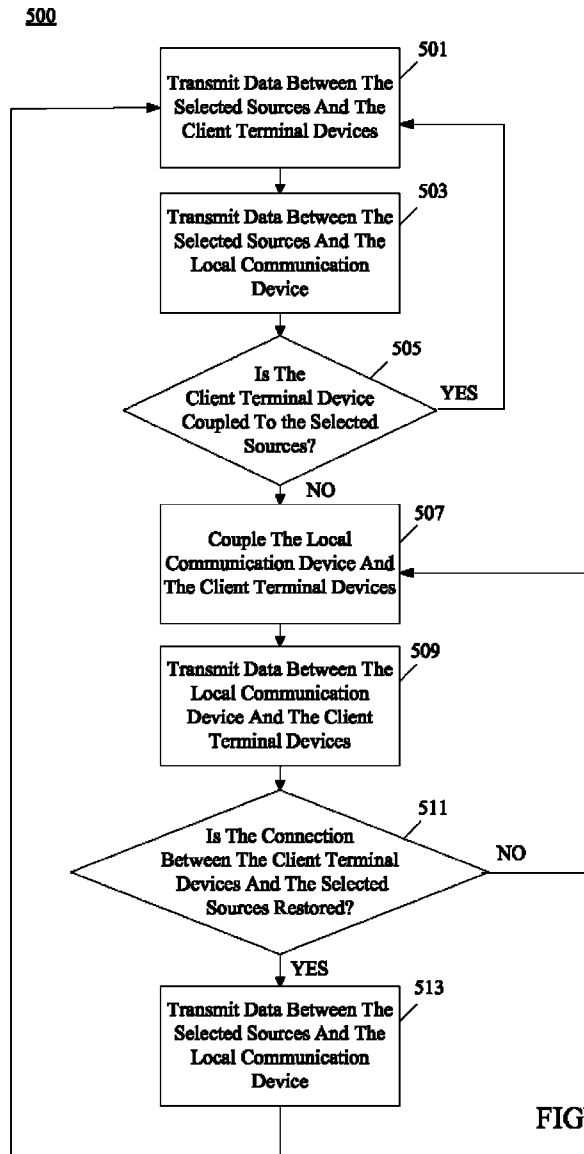 500
501
Transmit Data Between The
Selected Sources And The
Client Terminal Devices
503
Transmit Data Between The
Selected Sources And The
Local Communication
Device
505
Is The
Client Terminal Device
Coupled To the Selected
Sources?
YES
NO
507
Couple The Local
Communication Device And
The Client Terminal Devices
509
Transmit Data Between The
Local Communication
Device And The Client
Terminal Devices
511
Is The Connection
Between The Client Terminal
Devices And The Selected
Sources Restored?
NO
YES
513
Transmit Data Between The
Selected Sources And The
Local Communication
Device
FIG